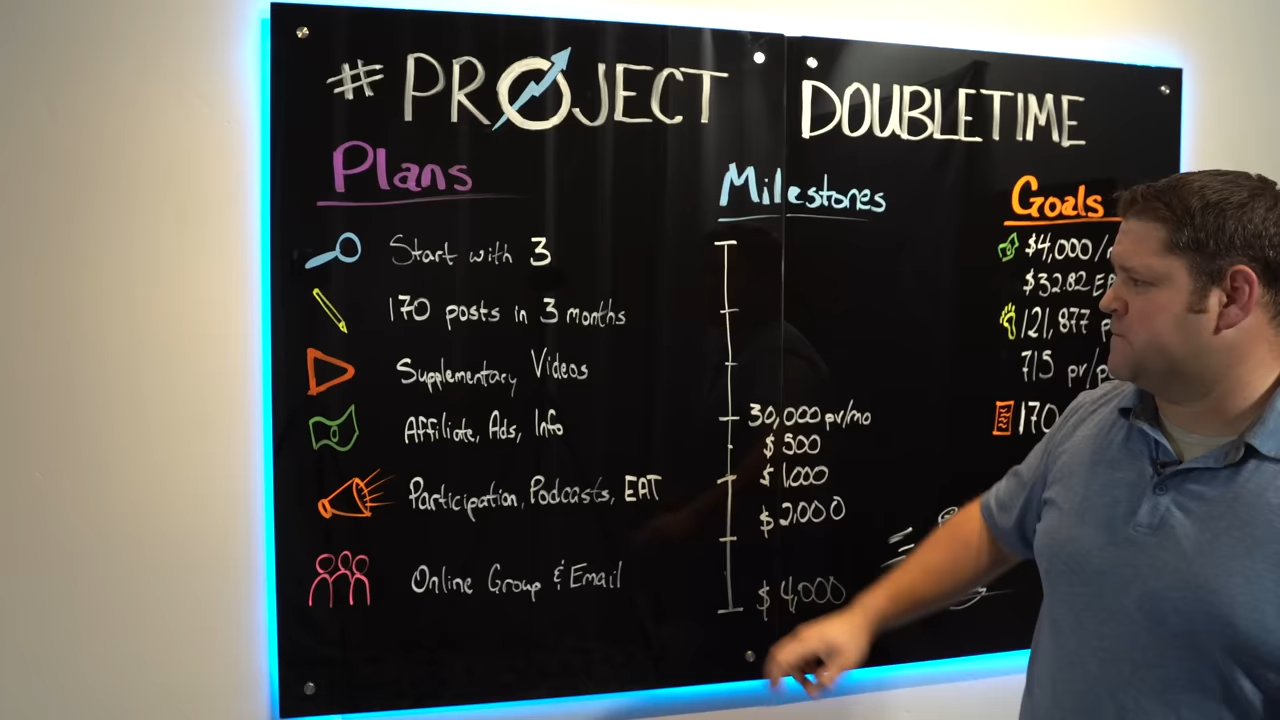 #PROJECT DOUBLETIME
Plans
Start with 3
170 posts in 3 months
Supplementary Videos
Affiliate, Ads, Info
Participation, Podcasts, EAT
Online Group & Email
Milestones
30,000 pv/mo
$500
$1,000
$2,000
$4,000
Goals
$4,000/
$32.82
121,877
715 pv/
170